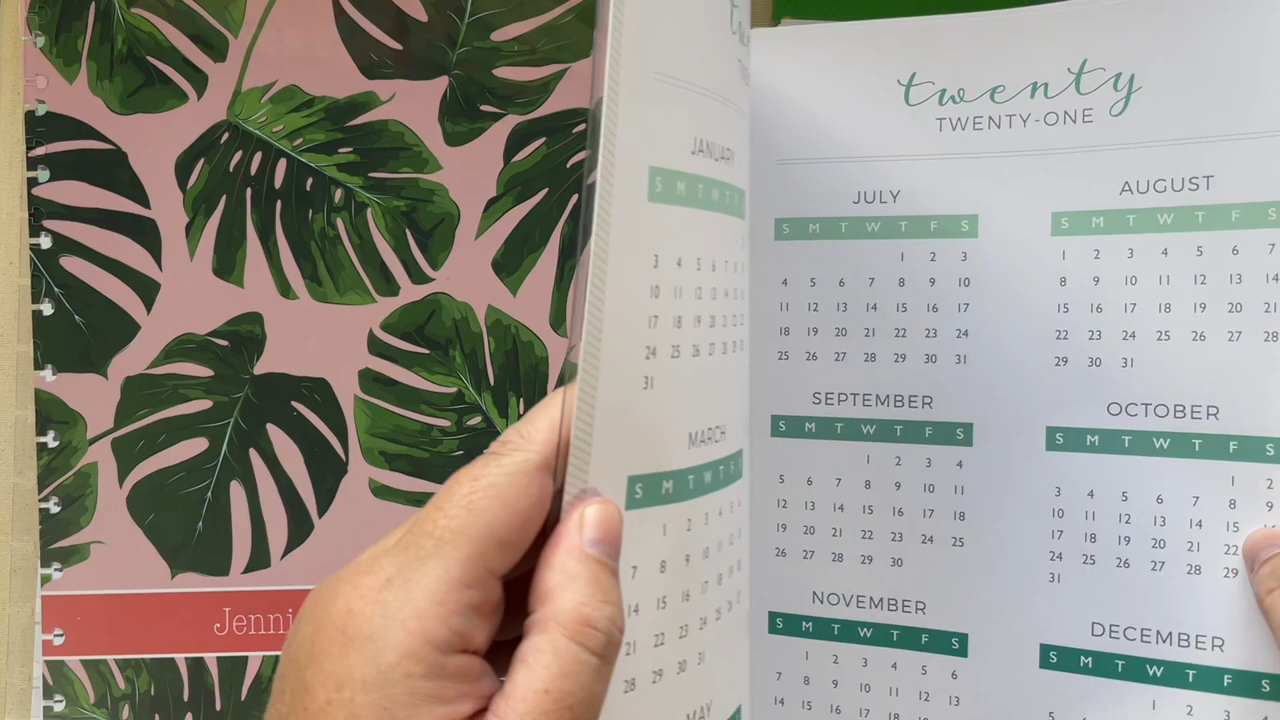 Jenni
JANUARY
S M T W T F
3 4 5 6 7 8
10 11 12 13 14 15
17 18 19 20 21 22
24 25 26 27 28 29
31
MARCH
S M T W T F
1 2 3 4
7 8 9 10
14 15 16 17 18
21 22 23 24 25
28 29 30 31
MAY
twenty
TWENTY-ONE
JULY
S M T W T F S
1 2 3
4 5 6 7 8 9 10
11 12 13 14 15 16 17
18 19 20 21 22 23 24
25 26 27 28 29 30 31
AUGUST
S M T W T F S
1 2 3 4 5 6 7
8 9 10 11 12 13 14
15 16 17 18 19 20 21
22 23 24 25 26 27 28
29 30 31
SEPTEMBER
S M T W T F S
1 2 3 4
5 6 7 8 9 10 11
12 13 14 15 16 17 18
19 20 21 22 23 24 25
26 27 28 29 30
OCTOBER
S M T W T F S
1 2
3 4 5 6 7 8 9
10 11 12 13 14 15
17 18 19 20 21 22
24 25 26 27 28 29
31
NOVEMBER
S M T W T F S
1 2 3 4 5 6
7 8 9 10 11 12 13
14 15 16 17 18
DECEMBER
S M T W T F S
1 2 3